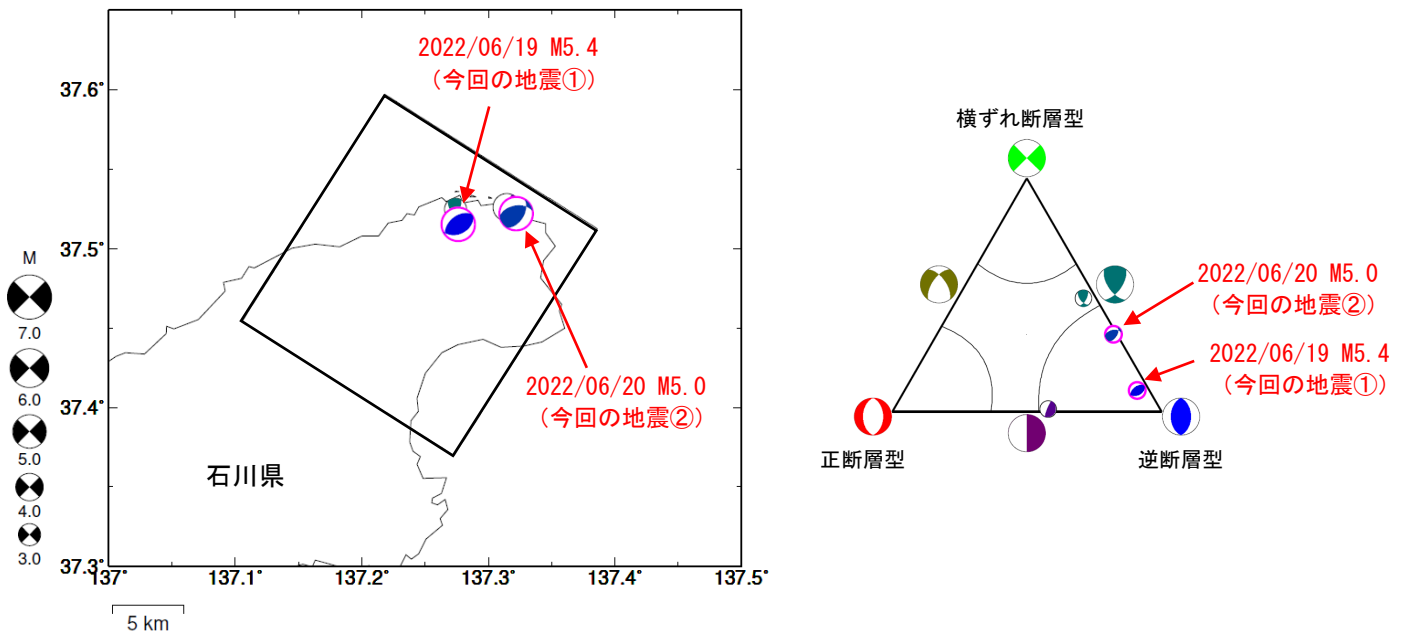 2022/06/19 M5.4
(今回の地震①)
37.6°
37.5°
37.4°
37.3°
137°
137.1°
137.2°
137.3°
137.4°
137.5°
2022/06/20 M5.0
(今回の地震②)
石川県
M
7.0
6.0
5.0
4.0
3.0
5 km
横ずれ断層型
2022/06/20 M5.0
(今回の地震②)
2022/06/19 M5.4
(今回の地震①)
正断層型
逆断層型